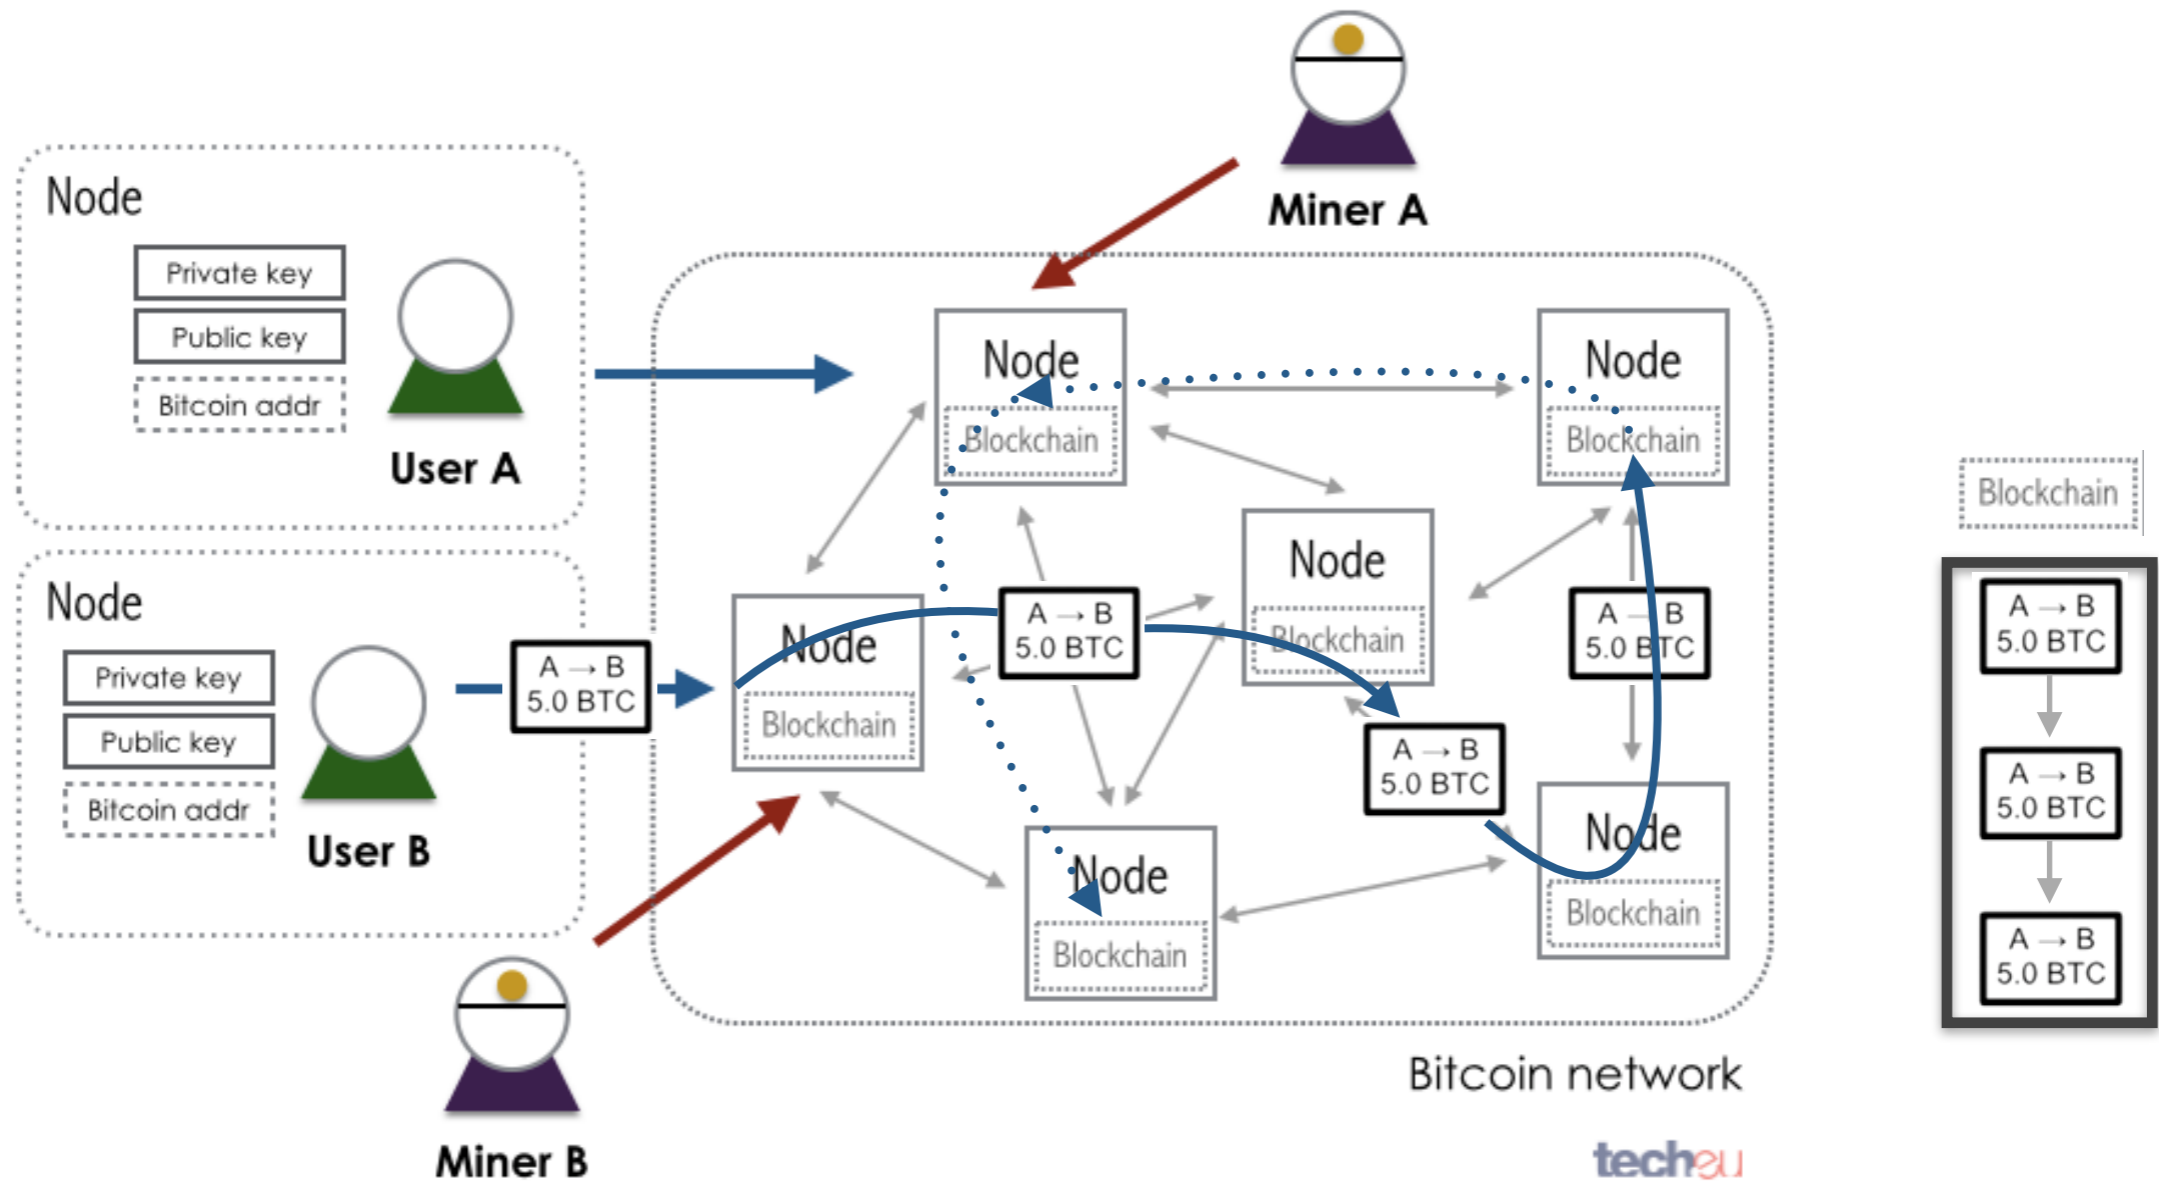 Miner A
Node
Private key
Public key
Bitcoin addr
User A
Node
Private key
Public key
Bitcoin addr
User B
A → B
5.0 BTC
Miner B
Node
Blockchain
Node
Blockchain
Node
Blockchain
A → B
5.0 BTC
Node
Blockchain
A → B
5.0 BTC
A → B
5.0 BTC
Node
Blockchain
Node
Blockchain
Bitcoin network
techeu
Blockchain
A → B
5.0 BTC
A → B
5.0 BTC
A → B
5.0 BTC